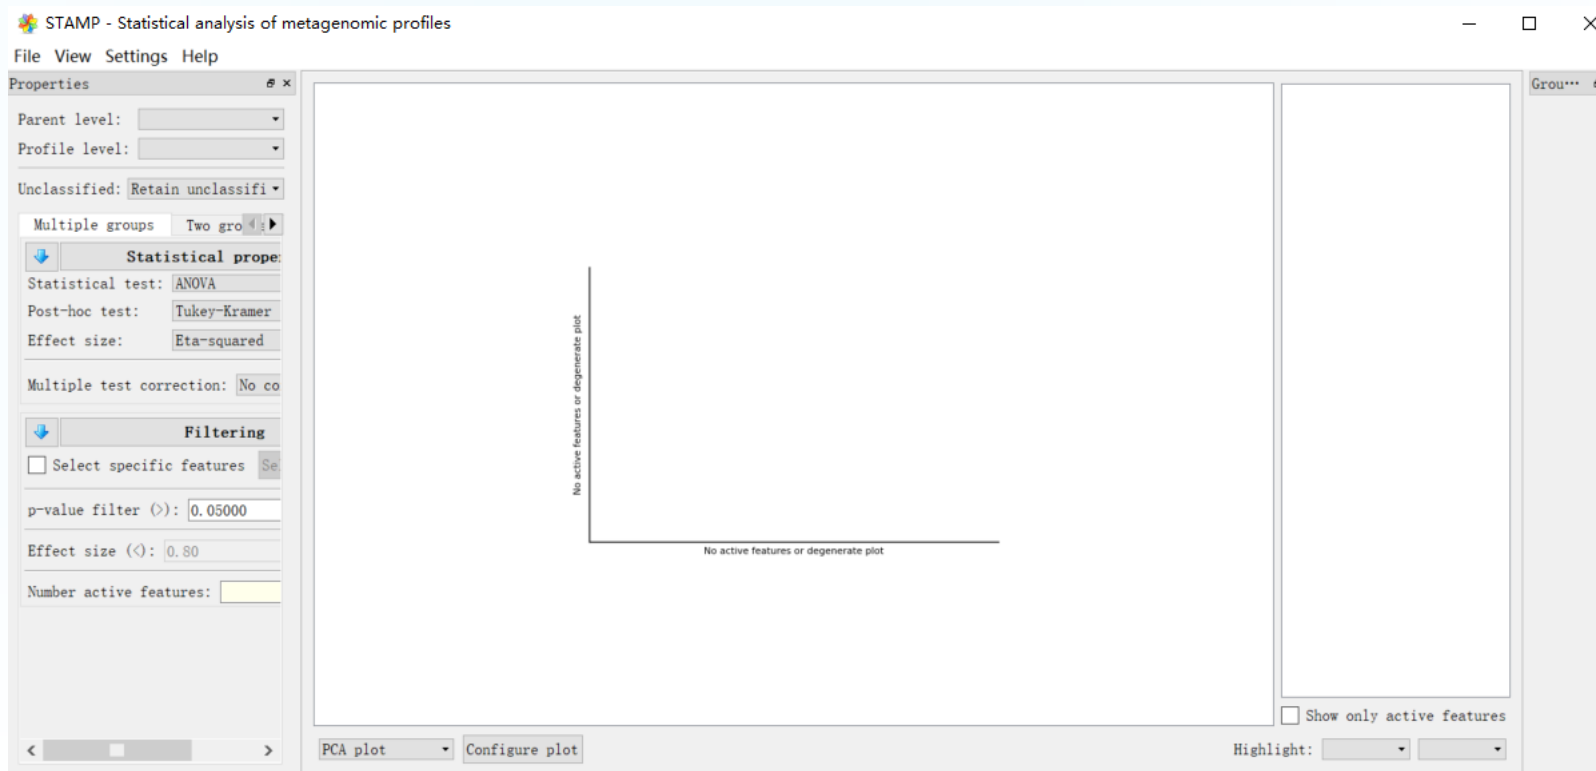 STAMP - Statistical analysis of metagenomic profiles
File View Settings Help
Properties
Parent level:
Profile level:
Unclassified: Retain unclassifi
Multiple groups Two gro
Statistical prope
Statistical test: ANOVA
Post-hoc test: Tukey-Kramer
Effect size: Eta-squared
Multiple test correction: No co
Filtering
Select specific features Se
p-value filter (>): 0.05000
Effect size (<): 0.80
Number active features:
No active features or degenerate plot
No active features or degenerate plot
PCA plot Configure plot
Show only active features
Highlight:
Grou···